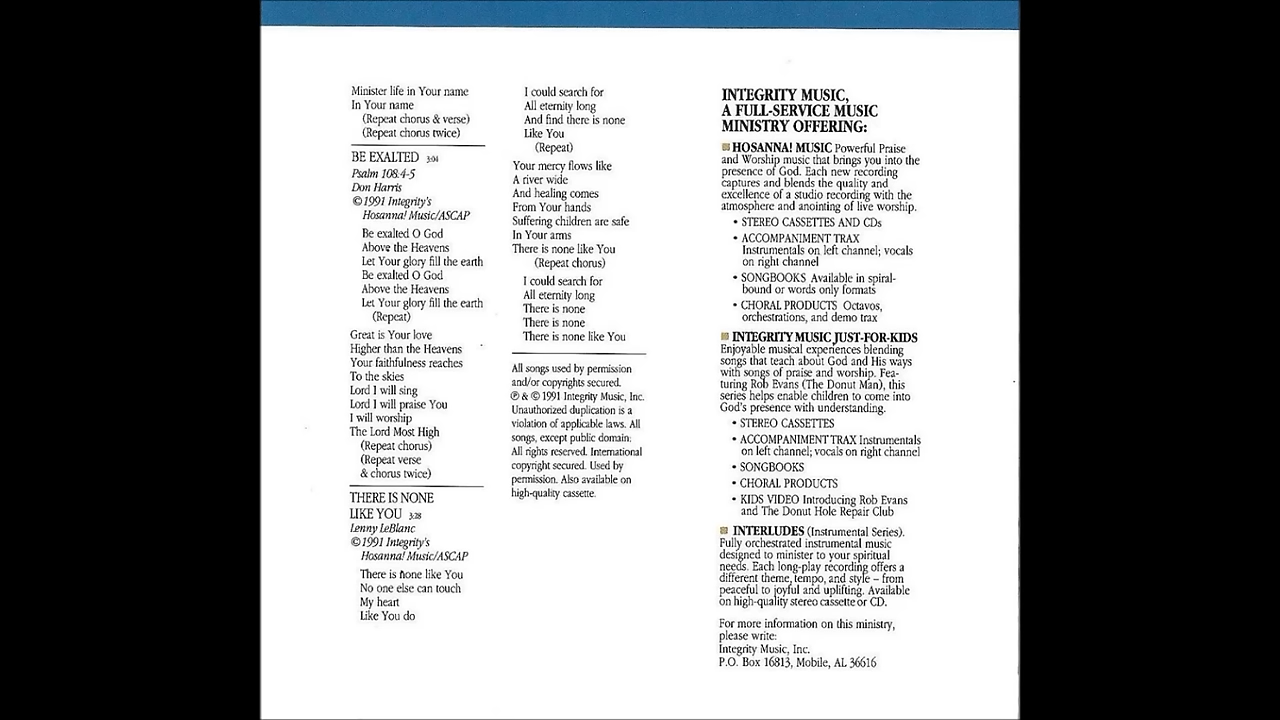 Minister life in Your name
In Your name
(Repeat chorus & verse)
(Repeat chorus twice)
BE EXALTED 3:04
Psalm 108:4-5
Don Harris
©1991 Integrity's
Hosanna! Music/ASCAP
Be exalted O God
Above the Heavens
Let Your glory fill the earth
Be exalted O God
Above the Heavens
Let Your glory fill the earth
(Repeat)
Great is Your love
Higher than the Heavens
Your faithfulness reaches
To the skies
Lord I will sing
Lord I will praise You
I will worship
The Lord Most High
(Repeat chorus)
(Repeat verse
& chorus twice)
THERE IS NONE
LIKE YOU 3:28
Lenny LeBlanc
©1991 Integrity's
Hosanna! Music/ASCAP
There is none like You
No one else can touch
My heart
Like You do
I could search for
All eternity long
And find there is none
Like You
(Repeat)
Your mercy flows like
A river wide
And healing comes
From Your hands
Suffering children are safe
In Your arms
There is none like You
(Repeat chorus)
I could search for
All eternity long
There is none
There is none
There is none like You
All songs used by permission
and/or copyrights secured.
℗ & © 1991 Integrity Music, Inc.
Unauthorized duplication is a
violation of applicable laws. All
songs, except public domain:
All rights reserved. International
copyright secured. Used by
permission. Also available on
high-quality cassette.
INTEGRITY MUSIC,
A FULL-SERVICE MUSIC
MINISTRY OFFERING:
HOSANNA! MUSIC Powerful Praise
and Worship music that brings you into the
presence of God. Each new recording
captures and blends the quality and
excellence of a studio recording with the
atmosphere and anointing of live worship.
• STEREO CASSETTES AND CDs
• ACCOMPANIMENT TRAX
Instrumentals on left channel; vocals
on right channel
• SONGBOOKS Available in spiral-
bound or words only formats
• CHORAL PRODUCTS Octavos,
orchestrations, and demo trax
INTEGRITY MUSIC JUST-FOR-KIDS
Enjoyable musical experiences blending
songs that teach about God and His ways
with songs of praise and worship. Fea-
turing Rob Evans (The Donut Man), this
series helps enable children to come into
God's presence with understanding.
• STEREO CASSETTES
• ACCOMPANIMENT TRAX Instrumentals
on left channel; vocals on right channel
• SONGBOOKS
• CHORAL PRODUCTS
• KIDS VIDEO Introducing Rob Evans
and The Donut Hole Repair Club
INTERLUDES (Instrumental Series).
Fully orchestrated instrumental music
designed to minister to your spiritual
needs. Each long-play recording offers a
different theme, tempo, and style – from
peaceful to joyful and uplifting. Available
on high-quality stereo cassette or CD.
For more information on this ministry,
please write:
Integrity Music, Inc.
P.O. Box 16813, Mobile, AL 36616